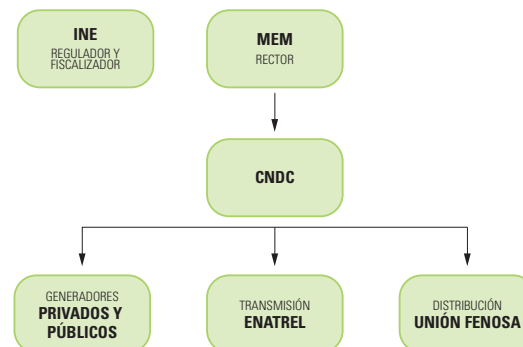 INE
REGULADOR Y
FISCALIZADOR
MEM
RECTOR
CNDC
GENERADORES
PRIVADOS Y
PÚBLICOS
TRANSMISIÓN
ENATREL
DISTRIBUCIÓN
UNIÓN FENOSA